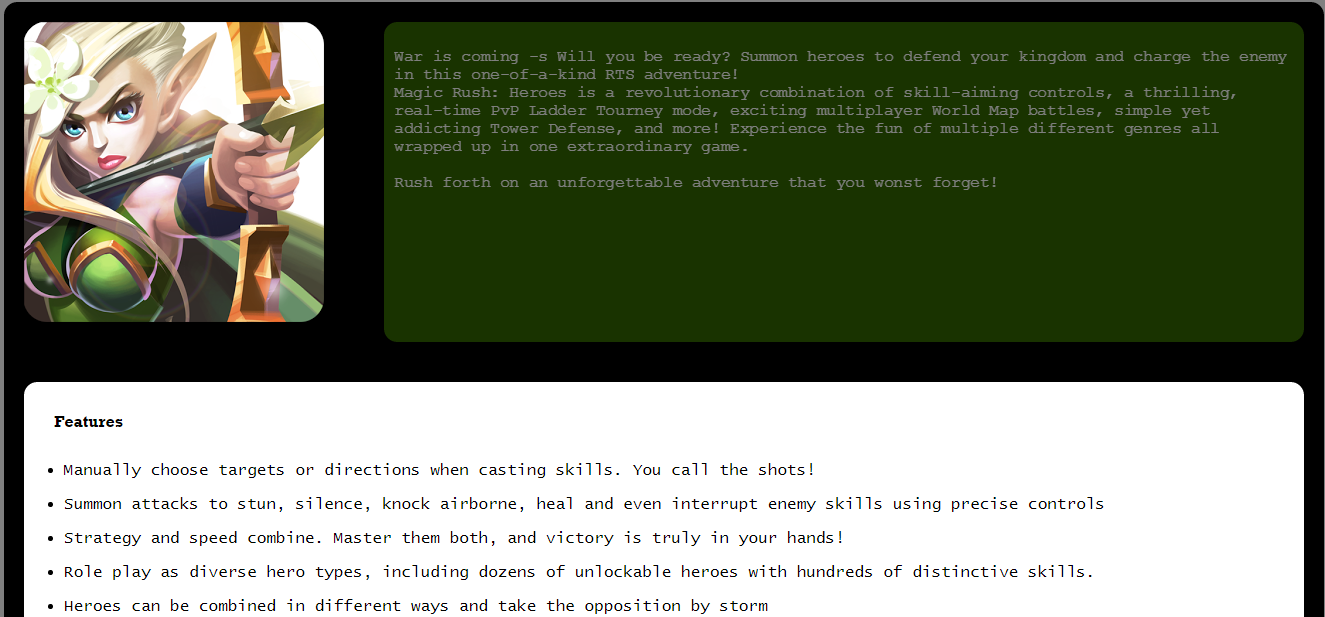 War is coming -s Will you be ready? Summon heroes to defend your kingdom and charge the enemy
in this one-of-a-kind RTS adventure!
Magic Rush: Heroes is a revolutionary combination of skill-aiming controls, a thrilling,
real-time PvP Ladder Tourney mode, exciting multiplayer World Map battles, simple yet
addicting Tower Defense, and more! Experience the fun of multiple different genres all
wrapped up in one extraordinary game.
Rush forth on an unforgettable adventure that you wonst forget!
Features
• Manually choose targets or directions when casting skills. You call the shots!
• Summon attacks to stun, silence, knock airborne, heal and even interrupt enemy skills using precise controls
• Strategy and speed combine. Master them both, and victory is truly in your hands!
• Role play as diverse hero types, including dozens of unlockable heroes with hundreds of distinctive skills.
• Heroes can be combined in different ways and take the opposition by storm